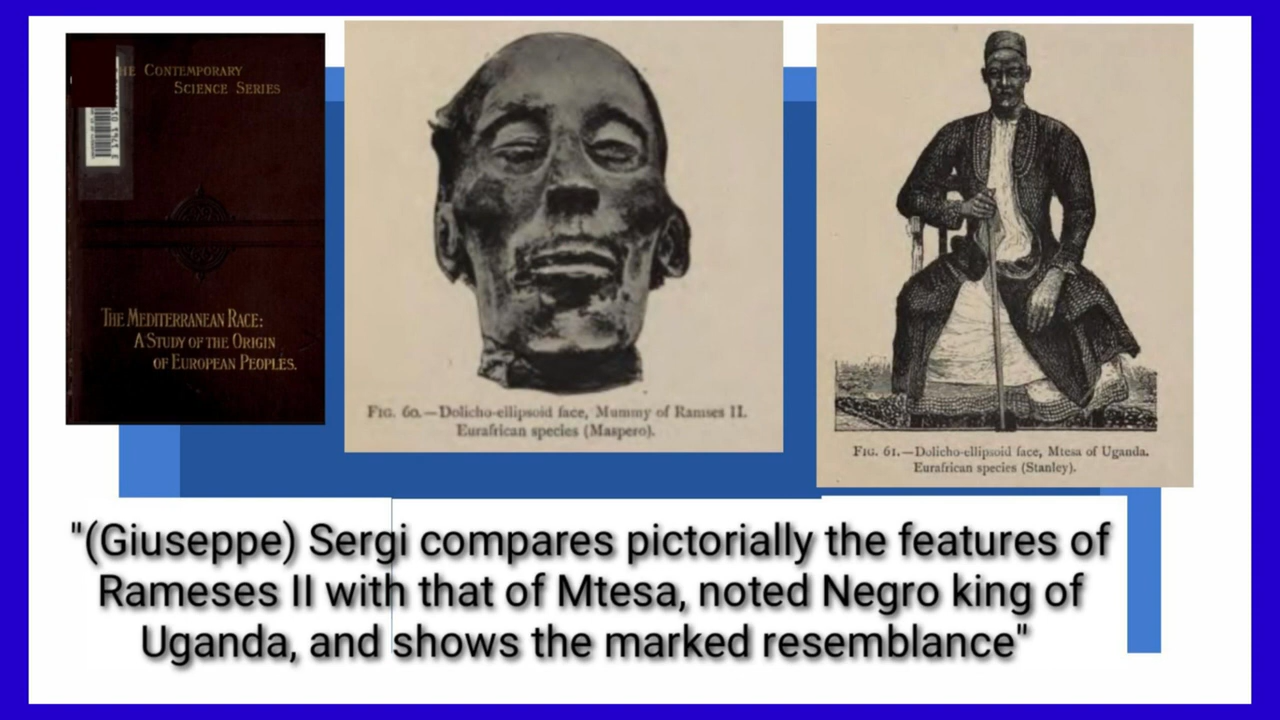 THE CONTEMPORARY
SCIENCE SERIES
THE MEDITERRANEAN RACE:
A STUDY OF THE ORIGIN
OF EUROPEAN PEOPLES.
FIG. 60.—Dolicho-ellipsoid face, Mummy of Ramses II.
Eurafrican species (Maspero).
FIG. 61.—Dolicho-ellipsoid face, Mtesa of Uganda.
Eurafrican species (Stanley).
"(Giuseppe) Sergi compares pictorially the features of
Rameses II with that of Mtesa, noted Negro king of
Uganda, and shows the marked resemblance"